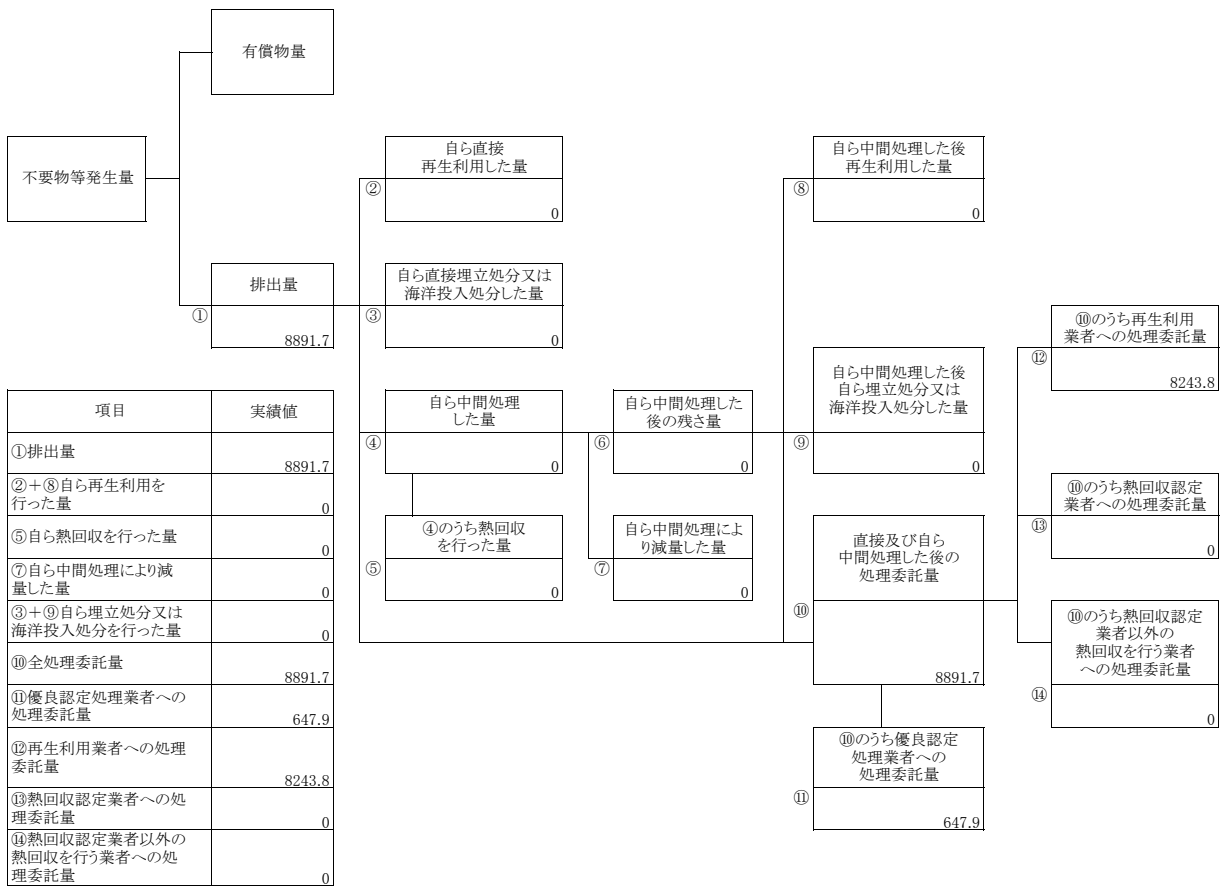 有償物量
不要物等発生量
自ら直接
再生利用した量
②
0
自ら中間処理した後
再生利用した量
⑧
0
排出量
①
8891.7
自ら直接埋立処分又は
海洋投入処分した量
③
0
⑩のうち再生利用
業者への処理委託量
⑫
8243.8
自ら中間処理
した量
④
0
自ら中間処理した
後の残さ量
⑥
0
自ら中間処理した後
自ら埋立処分又は
海洋投入処分した量
⑨
0
⑩のうち熱回収認定
業者への処理委託量
⑬
0
④のうち熱回収
を行った量
⑤
0
自ら中間処理によ
り減量した量
⑦
0
直接及び自ら
中間処理した後の
処理委託量
⑩
8891.7
⑩のうち熱回収認定
業者以外の
熱回収を行う業者
への処理委託量
⑭
0
⑩のうち優良認定
処理業者への
処理委託量
⑪
647.9
項目 実績値
①排出量
8891.7
②＋⑧自ら再生利用を
行った量
0
⑤自ら熱回収を行った量
0
⑦自ら中間処理により減
量した量
0
③＋⑨自ら埋立処分又は
海洋投入処分を行った量
0
⑩全処理委託量
8891.7
⑪優良認定処理業者への
処理委託量
647.9
⑫再生利用業者への処理
委託量
8243.8
⑬熱回収認定業者への処
理委託量
0
⑭熱回収認定業者以外の
熱回収を行う業者への処
理委託量
0